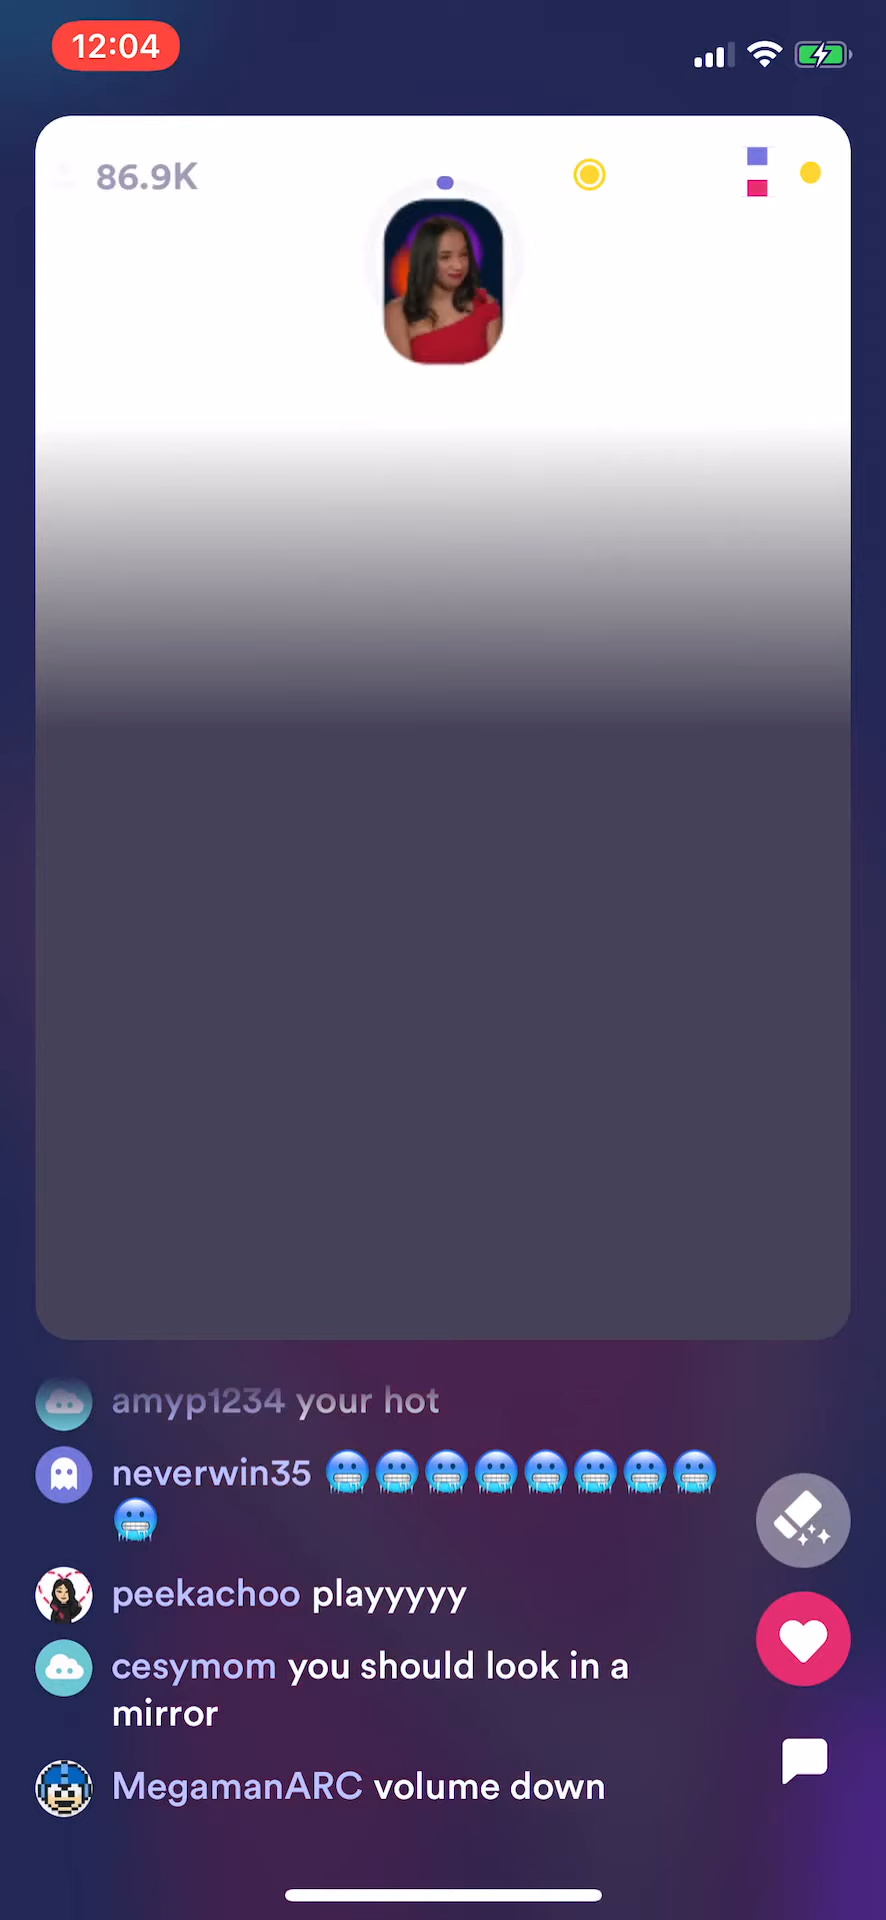 12:04
86.9K
amyp1234 your hot
neverwin35 🥶🥶🥶🥶🥶🥶🥶🥶
🥶
peekachoo playyyyy
cesymom you should look in a
mirror
MegamanARC volume down